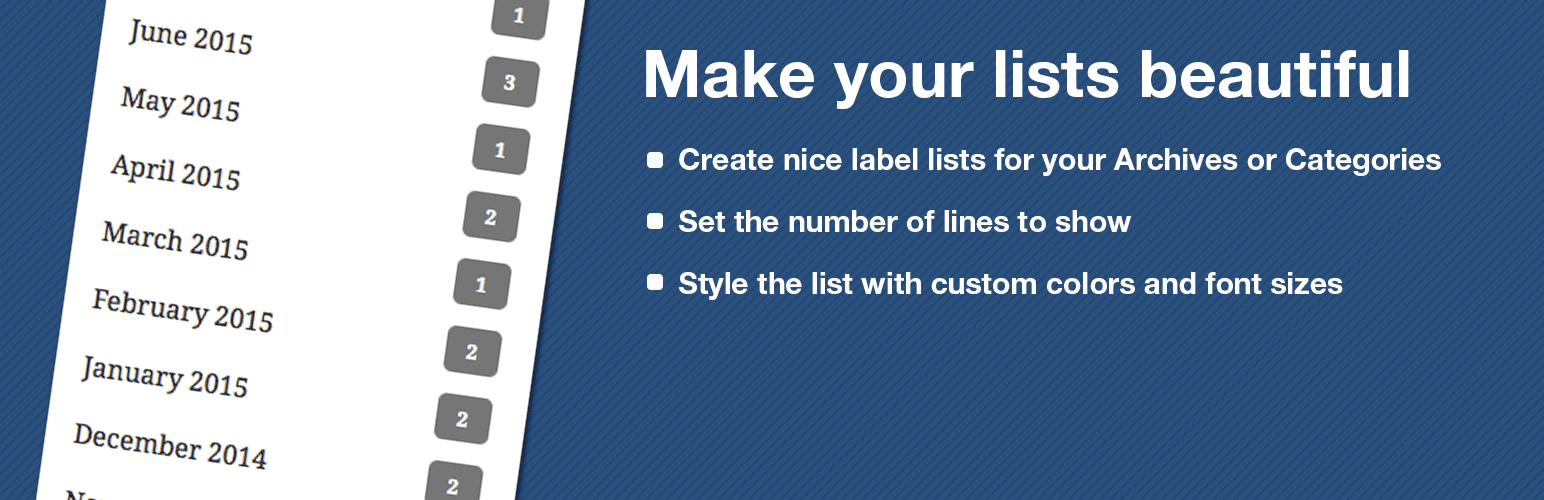 1
June 2015 3
May 2015 1
April 2015 2
March 2015 1
February 2015 2
January 2015 2
December 2014 2
Make your lists beautiful
Create nice label lists for your Archives or Categories
Set the number of lines to show
Style the list with custom colors and font sizes